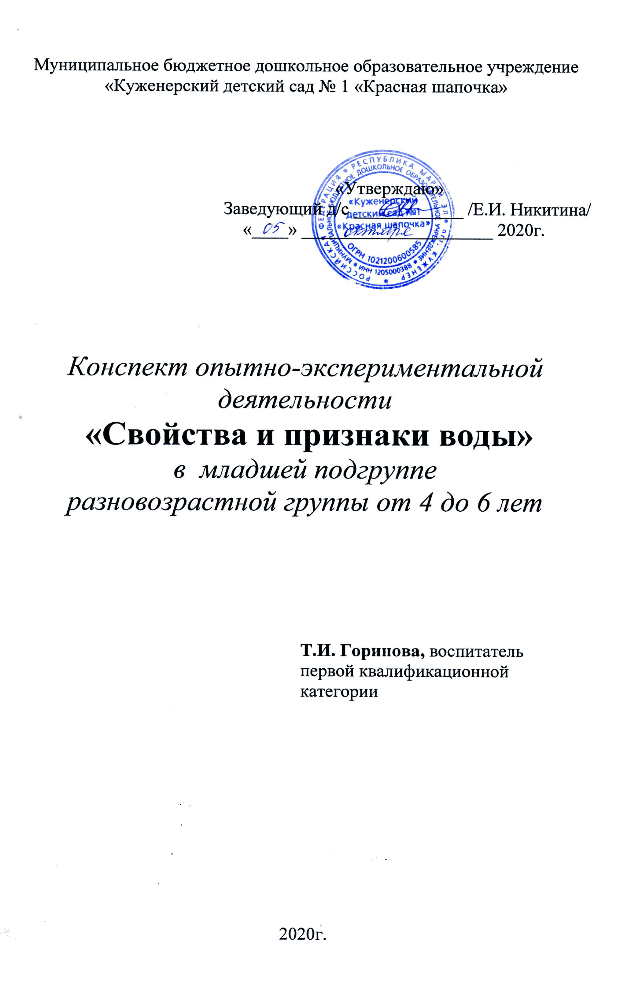 Муниципальное бюджетное дошкольное образовательное учреждение
«Куженерский детский сад № 1 «Красная шапочка»
«Утверждаю»
Заведующий д/с ____________ /Е.И. Никитина/
«05» октября 2020г.
РОССИЙСКАЯ ФЕДЕРАЦИЯ * РЕСПУБЛИКА МАРИЙ ЭЛ * пгт. КУЖЕНЕР *
МУНИЦИПАЛЬНОЕ БЮДЖЕТНОЕ ДОШКОЛЬНОЕ ОБРАЗОВАТЕЛЬНОЕ УЧРЕЖДЕНИЕ * ИНН 1205000388 *
«Куженерский
детский сад №1
«Красная шапочка»
ОГРН 1021200600585
Конспект опытно-экспериментальной
деятельности
«Свойства и признаки воды»
в младшей подгруппе
разновозрастной группы от 4 до 6 лет
Т.И. Горинова, воспитатель
первой квалификационной
категории
2020г.